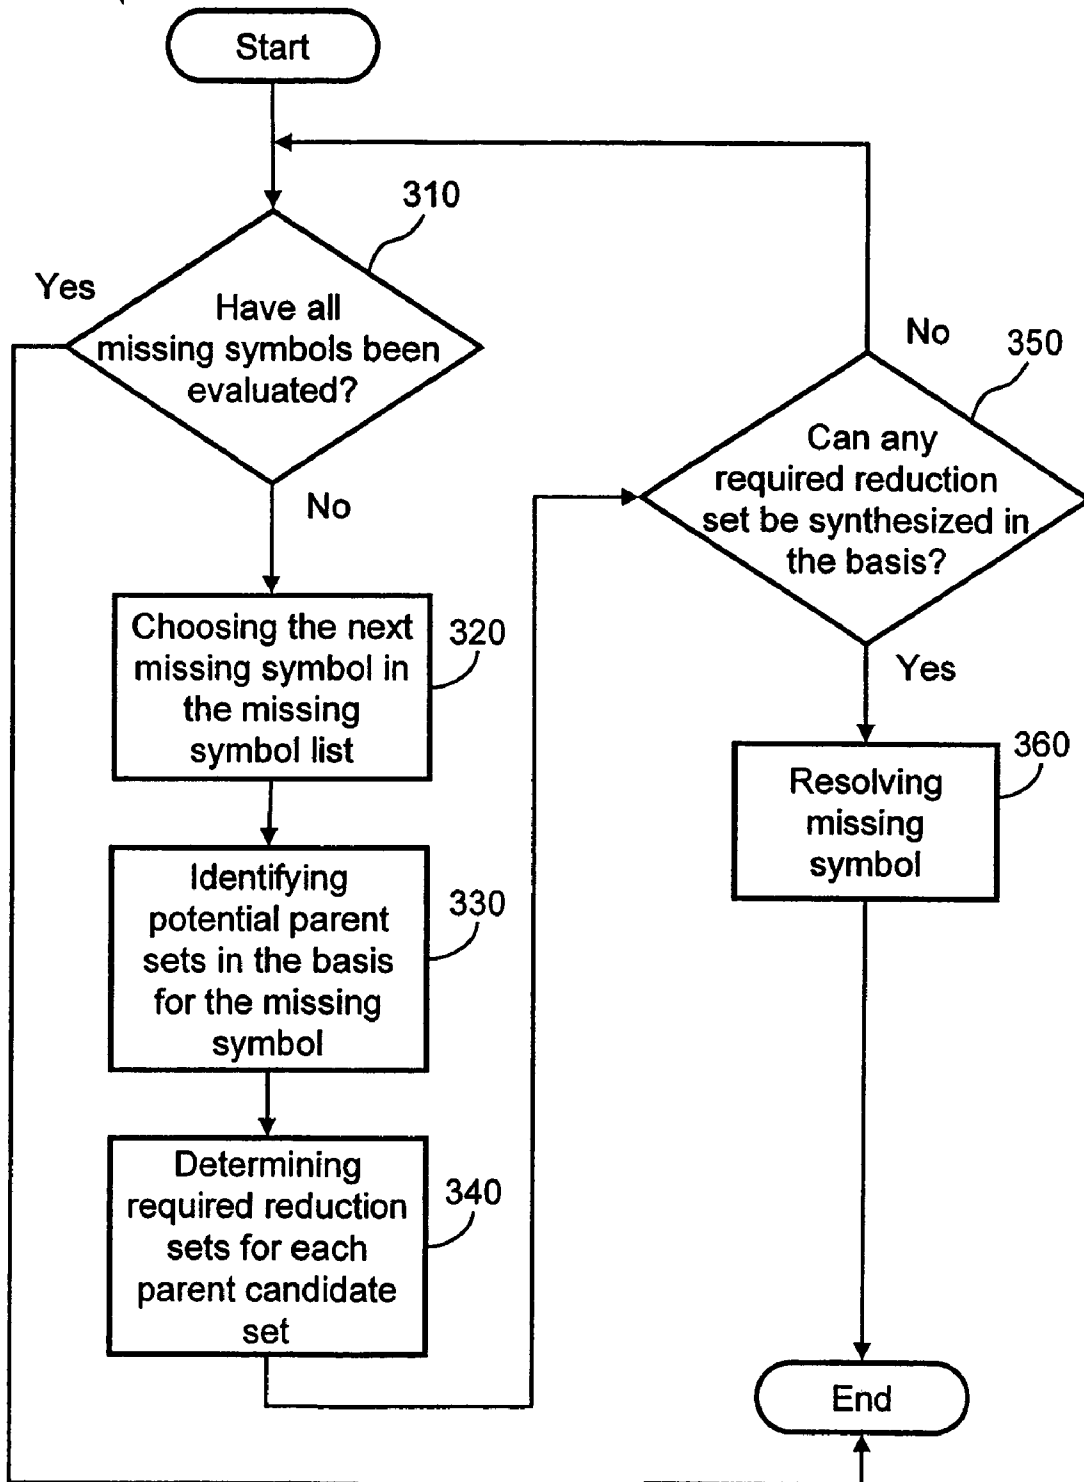 Start
310
Yes
Have all
missing symbols been
evaluated?
No
Choosing the next
missing symbol in
the missing
symbol list
320
Identifying
potential parent
sets in the basis
for the missing
symbol
330
Determining
required reduction
sets for each
parent candidate
set
340
No
350
Can any
required reduction
set be synthesized in
the basis?
Yes
360
Resolving
missing
symbol
End